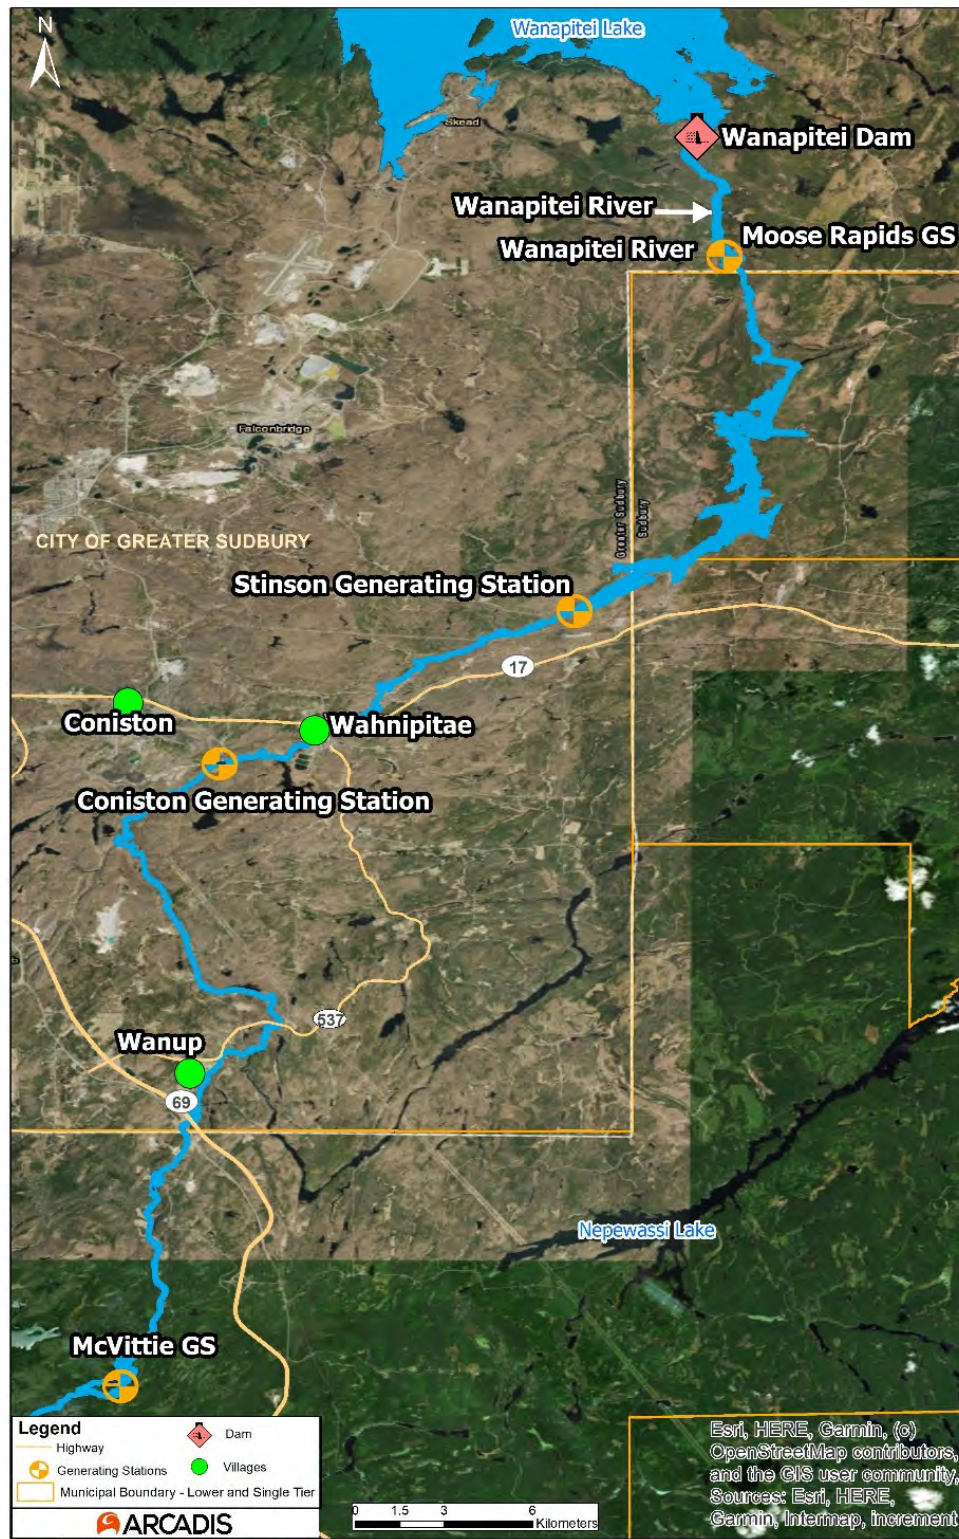 N
Wanapitei Lake
Skead
Wanapitei Dam
Wanapitei River
Moose Rapids GS
Wanapitei River
Falconbridge
Greater Sudbury
Sudbury
CITY OF GREATER SUDBURY
Stinson Generating Station
17
Coniston
Wahnipitae
Coniston Generating Station
537
Wanup
69
Nepewassi Lake
McVittie GS
Legend
Highway
Dam
Generating Stations
Villages
Municipal Boundary - Lower and Single Tier
ARCADIS
0 1.5 3 6
Kilometers
Esri, HERE, Garmin, (c)
OpenStreetMap contributors,
and the GIS user community,
Sources: Esri, HERE,
Garmin, Intermap, increment